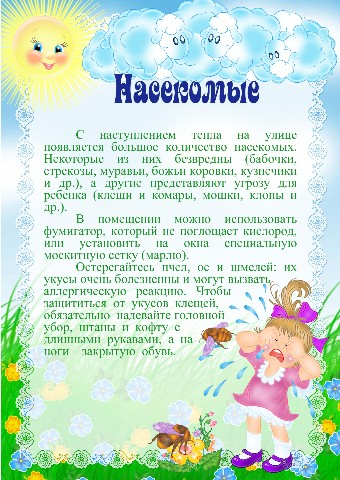 Насекомые
С наступлением тепла на улице
появляется большое количество насекомых.
Некоторые из них безвредны (бабочки,
стрекозы, муравьи, божьи коровки, кузнечики
и др.), а другие представляют угрозу для
ребенка (клещи и комары, мошки, клопы и
др.).
В помещении можно использовать
фумигатор, который не поглощает кислород,
или установить на окна специальную
москитную сетку (марлю).
Остерегайтесь пчел, ос и шмелей: их
укусы очень болезненны и могут вызвать
аллергическую реакцию. Чтобы
защититься от укусов клещей,
обязательно надевайте головной
убор, штаны и кофту с
длинными рукавами, а на
ноги закрытую обувь.